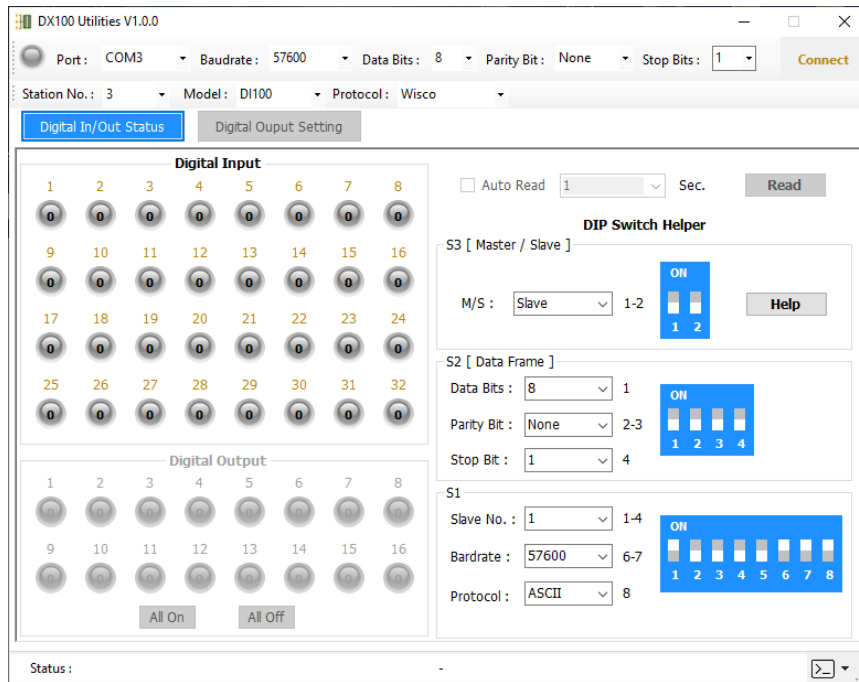 DX100 Utilities V1.0.0
Port : COM3 Baudrate : 57600 Data Bits : 8 Parity Bit : None Stop Bits : 1 Connect
Station No. : 3 Model : DI100 Protocol : Wisco
Digital In/Out Status Digital Ouput Setting
Digital Input
1 2 3 4 5 6 7 8
0 0 0 0 0 0 0 0
9 10 11 12 13 14 15 16
0 0 0 0 0 0 0 0
17 18 19 20 21 22 23 24
0 0 0 0 0 0 0 0
25 26 27 28 29 30 31 32
0 0 0 0 0 0 0 0
Digital Output
1 2 3 4 5 6 7 8
0 0 0 0 0 0 0 0
9 10 11 12 13 14 15 16
0 0 0 0 0 0 0 0
All On All Off
Auto Read 1 Sec. Read
DIP Switch Helper
S3 [ Master / Slave ]
ON
M/S : Slave 1-2 Help
1 2
S2 [ Data Frame ]
Data Bits : 8 1
ON
Parity Bit : None 2-3
1 2 3 4
Stop Bit : 1 4
S1
Slave No. : 1 1-4
ON
Bardrate : 57600 6-7
1 2 3 4 5 6 7 8
Protocol : ASCII 8
Status : -